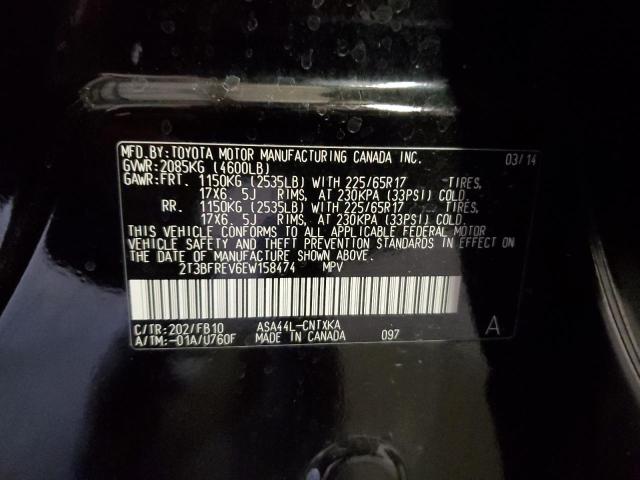 MFD. BY: TOYOTA MOTOR MANUFACTURING CANADA INC. 03/14
GVWR: 2085KG (4600LB)
GAWR: FRT. 1150KG (2535LB) WITH 225/65R17 TIRES,
17X6.5J RIMS, AT 230KPA (33PSI) COLD
RR. 1150KG (2535LB) WITH 225/65R17 TIRES,
17X6.5J RIMS, AT 230KPA (33PSI) COLD.
THIS VEHICLE CONFORMS TO ALL APPLICABLE FEDERAL MOTOR
VEHICLE SAFETY AND THEFT PREVENTION STANDARDS IN EFFECT ON
THE DATE OF MANUFACTURE SHOWN ABOVE.
2T3BFREV6EW158474 MPV
C/TR: 202/FB10 ASA44L-CNTXKA
A/TM: -01A/U760F MADE IN CANADA 097 A